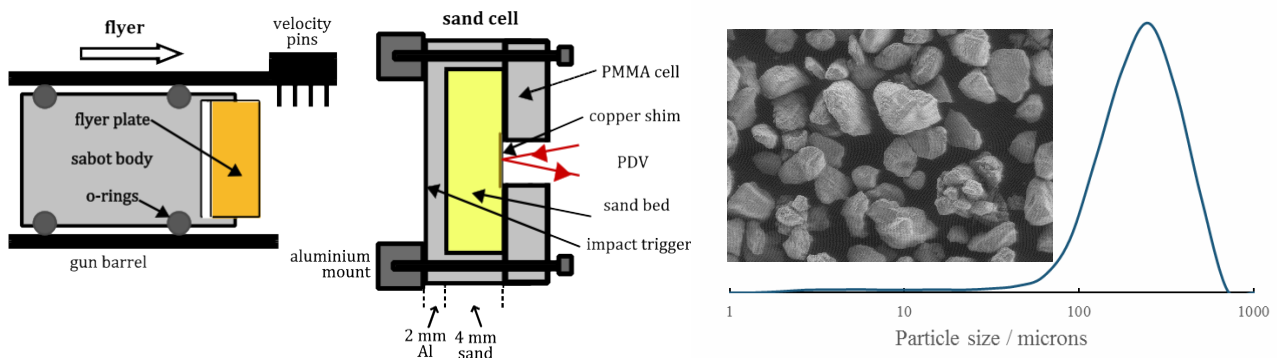 flyer
velocity
pins
flyer plate
sabot body
o-rings
gun barrel
sand cell
PMMA cell
copper shim
PDV
sand bed
impact trigger
aluminium
mount
2 mm
Al
4 mm
sand
1
10
100
1000
Particle size / microns